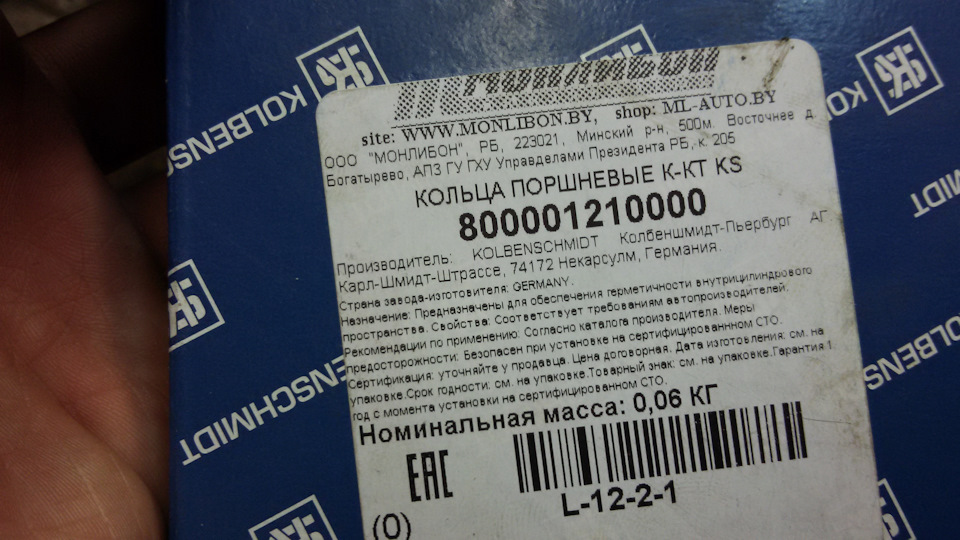 МОНЛИБОН
site: WWW.MONLIBON.BY, shop: ML-AUTO.BY
ООО "МОНЛИБОН", РБ, 223021, Минский р-н, 500м. Восточнее д.
Богатырево, АПЗ ГУ ГХУ Управделами Президента РБ, к. 205
КОЛЬЦА ПОРШНЕВЫЕ К-КТ KS
800001210000
Производитель: KOLBENSCHMIDT Колбеншмидт-Пьербург АГ.
Карл-Шмидт-Штрассе, 74172 Некарсулм, Германия.
Страна завода-изготовителя: GERMANY.
Назначение: Предназначены для обеспечения герметичности внутрицилиндрового
пространства. Свойства: Соответствует требованиям автопроизводителей.
Рекомендации по применению: Согласно каталога производителя. Меры
предосторожности: Безопасен при установке на сертифицированнном СТО.
Сертификация: уточняйте у продавца. Цена договорная. Дата изготовления: см. на
упаковке.Срок годности: см. на упаковке.Товарный знак: см. на упаковке.Гарантия 1
год с момента установки на сертифицированном СТО.
Номинальная масса: 0,06 КГ
EAC
L-12-2-1
(0)
KOLBENSCHMIDT
KOLBENSCHMIDT
KOLBENSCHMIDT